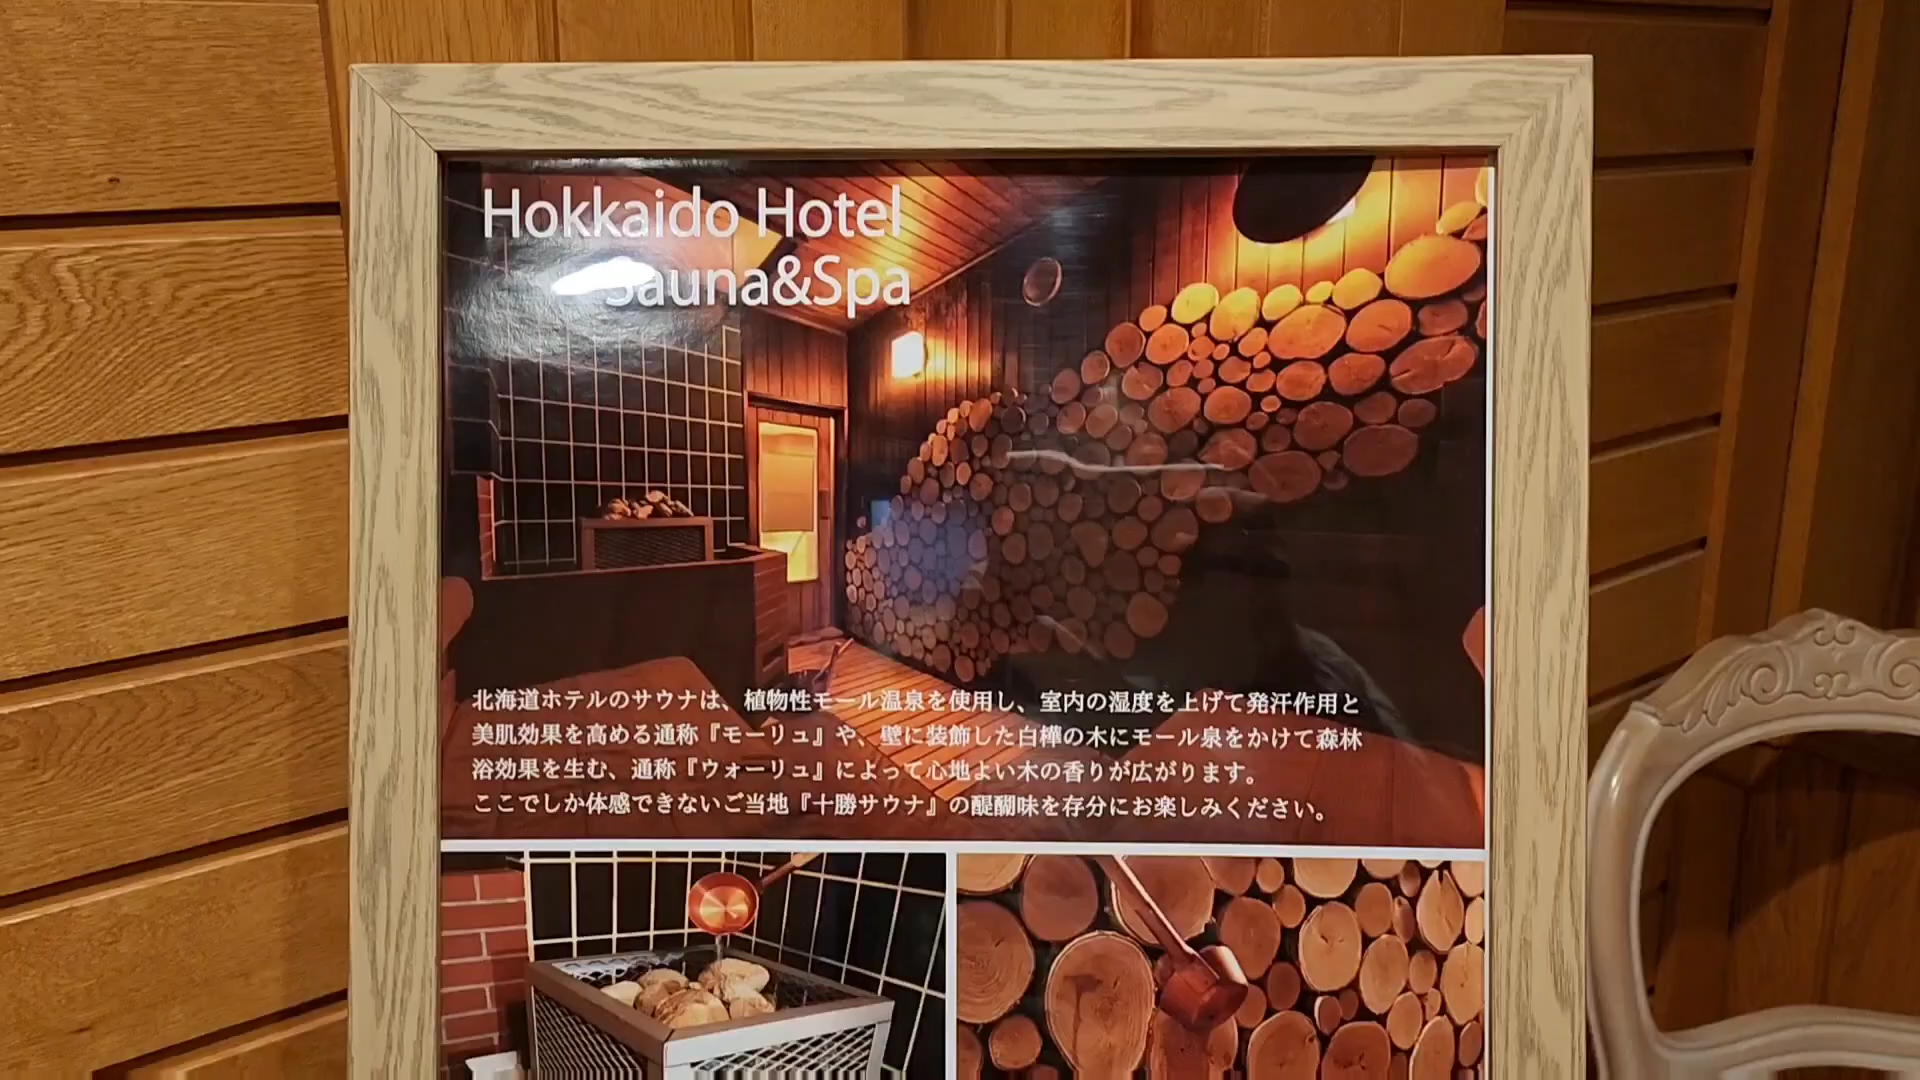 Hokkaido Hotel
Sauna&Spa
北海道ホテルのサウナは、植物性モール温泉を使用し、室内の湿度を上げて発汗作用と
美肌効果を高める通称『モーリュ』や、壁に装飾した白樺の木にモール泉をかけて森林
浴効果を生む、通称『ウォーリュ』によって心地よい木の香りが広がります。
ここでしか体感できないご当地『十勝サウナ』の醍醐味を存分にお楽しみください。